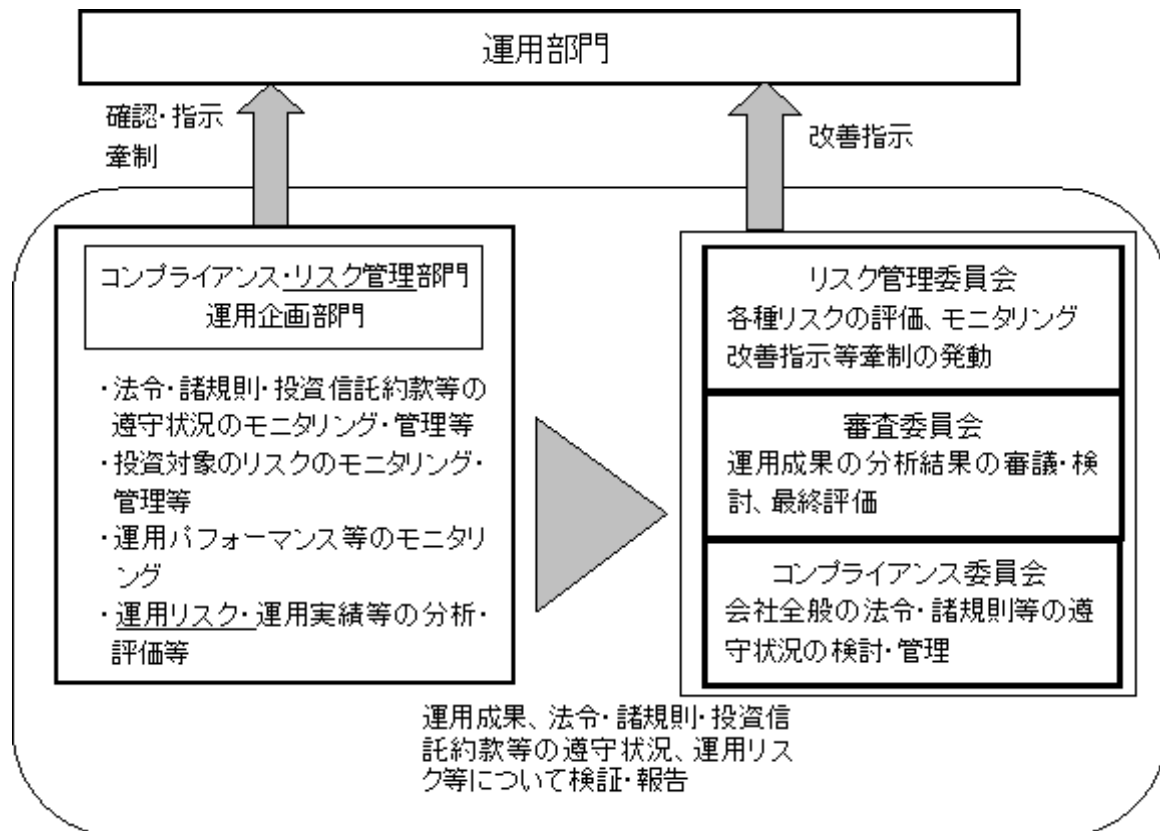 運用部門
確認・指示
牽制
改善指示
コンプライアンス・リスク管理部門
運用企画部門
・法令・諸規則・投資信託約款等の
遵守状況のモニタリング・管理等
・投資対象のリスクのモニタリング・
管理等
・運用パフォーマンス等のモニタリ
ング
・運用リスク・運用実績等の分析・
評価等
リスク管理委員会
各種リスクの評価、モニタリング
改善指示等牽制の発動
審査委員会
運用成果の分析結果の審議・検
討、最終評価
コンプライアンス委員会
会社全般の法令・諸規則等の遵
守状況の検討・管理
運用成果、法令・諸規則・投資信
託約款等の遵守状況、運用リス
ク等について検証・報告